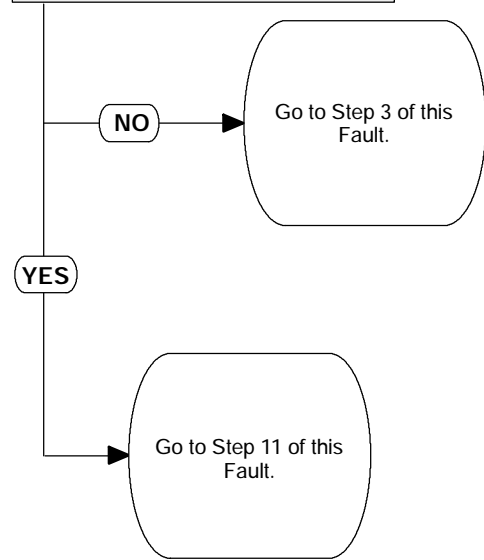 NO
Go to Step 3 of this
Fault.
YES
Go to Step 11 of this
Fault.